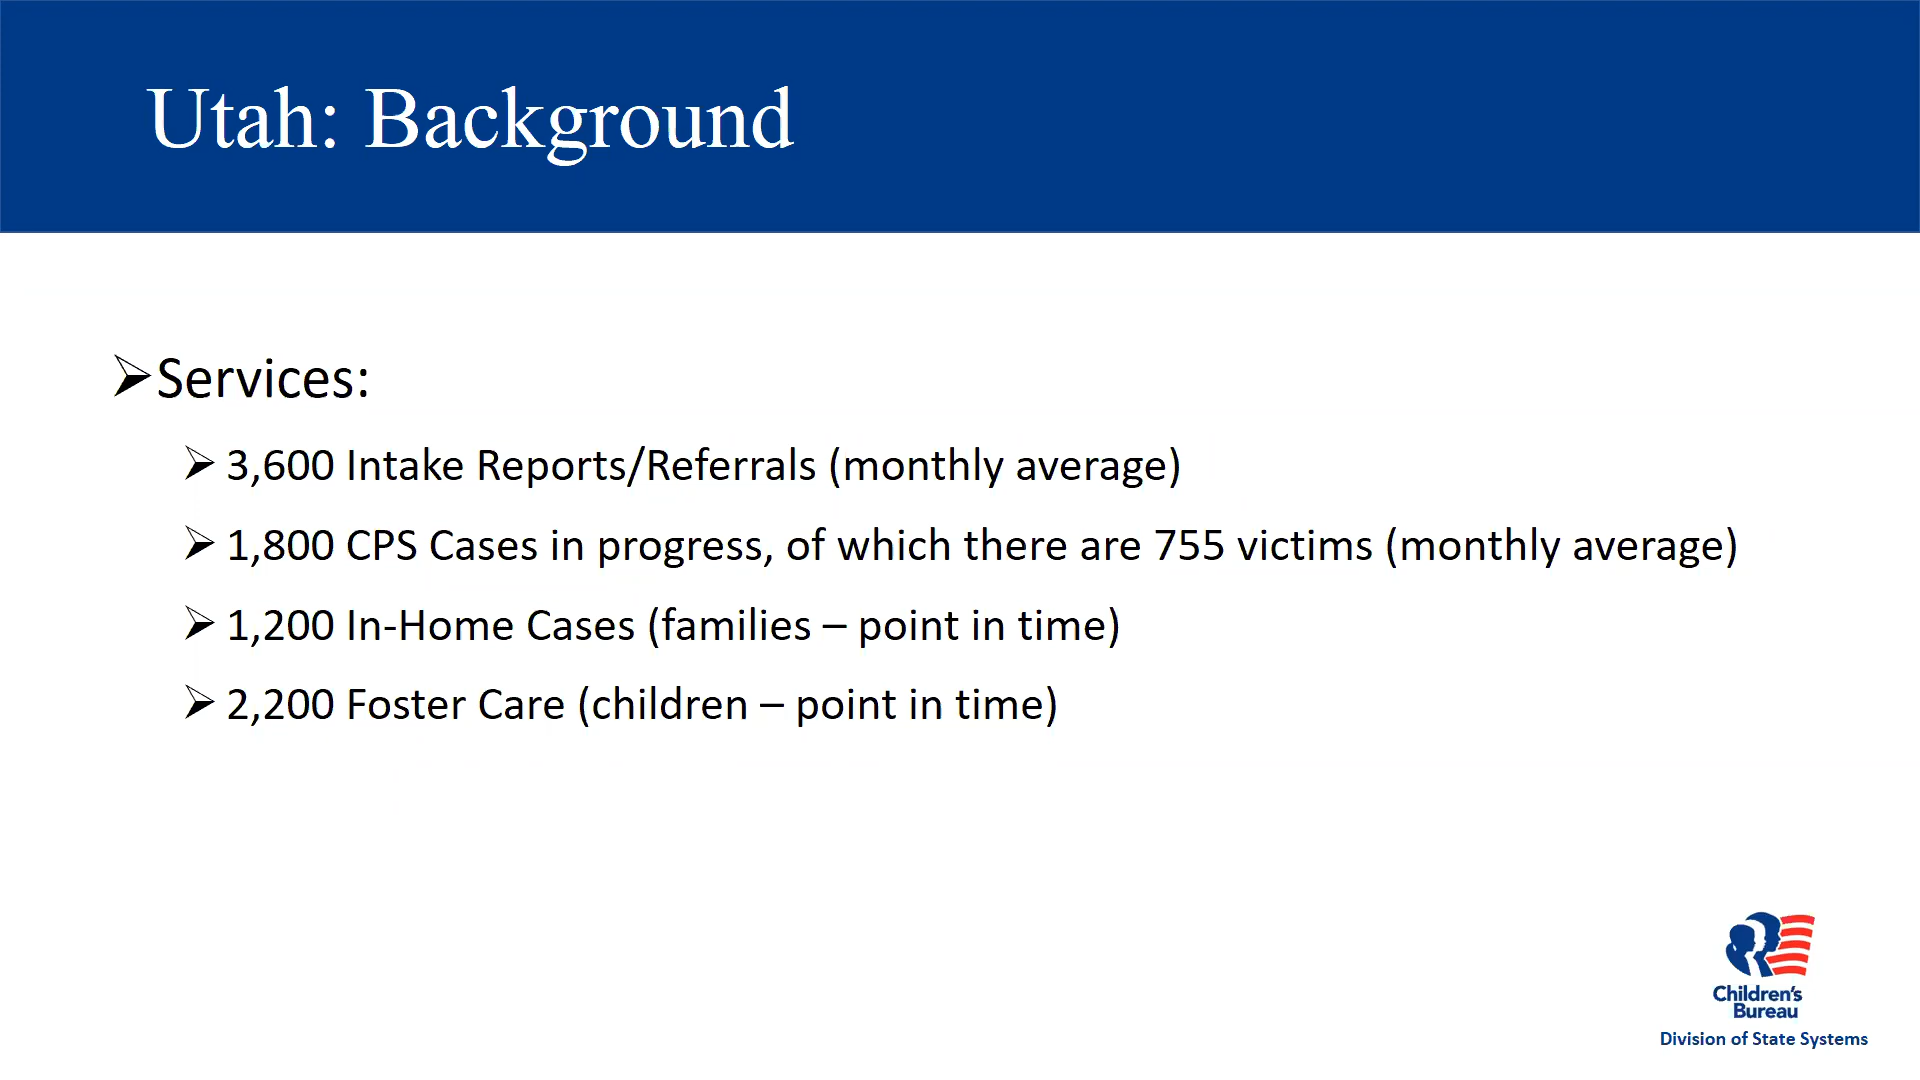 Utah: Background
Services:
3,600 Intake Reports/Referrals (monthly average)
1,800 CPS Cases in progress, of which there are 755 victims (monthly average)
1,200 In-Home Cases (families – point in time)
2,200 Foster Care (children – point in time)
Children's
Bureau
Division of State Systems